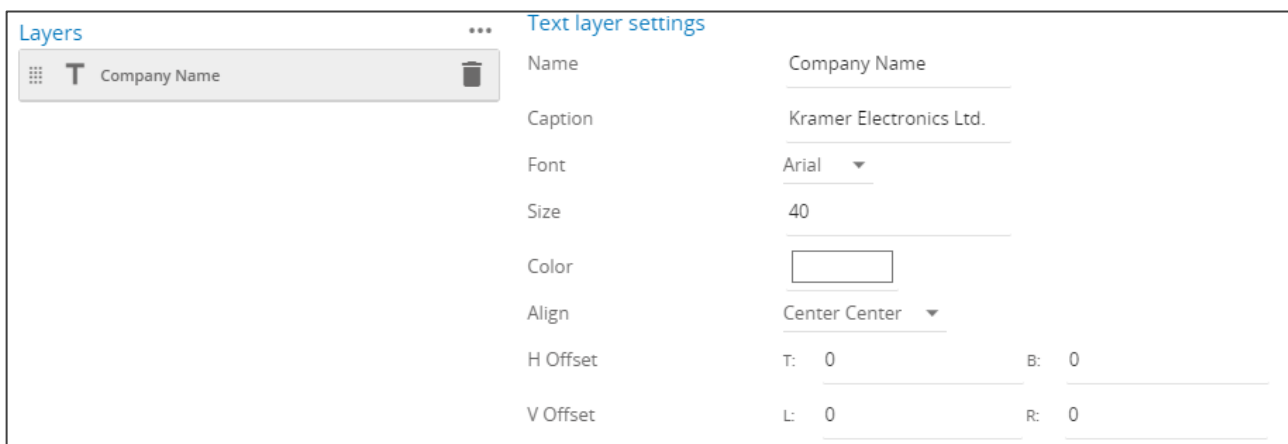 Layers
T Company Name
Text layer settings
Name Company Name
Caption Kramer Electronics Ltd.
Font Arial
Size 40
Color
Align Center Center
H Offset T: 0 B: 0
V Offset L: 0 R: 0